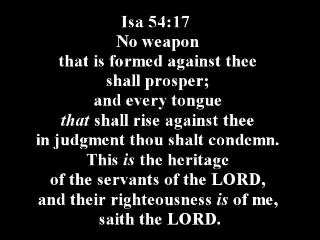 Isa 54:17
No weapon
that is formed against thee
shall prosper;
and every tongue
that shall rise against thee
in judgment thou shalt condemn.
This is the heritage
of the servants of the LORD,
and their righteousness is of me,
saith the LORD.